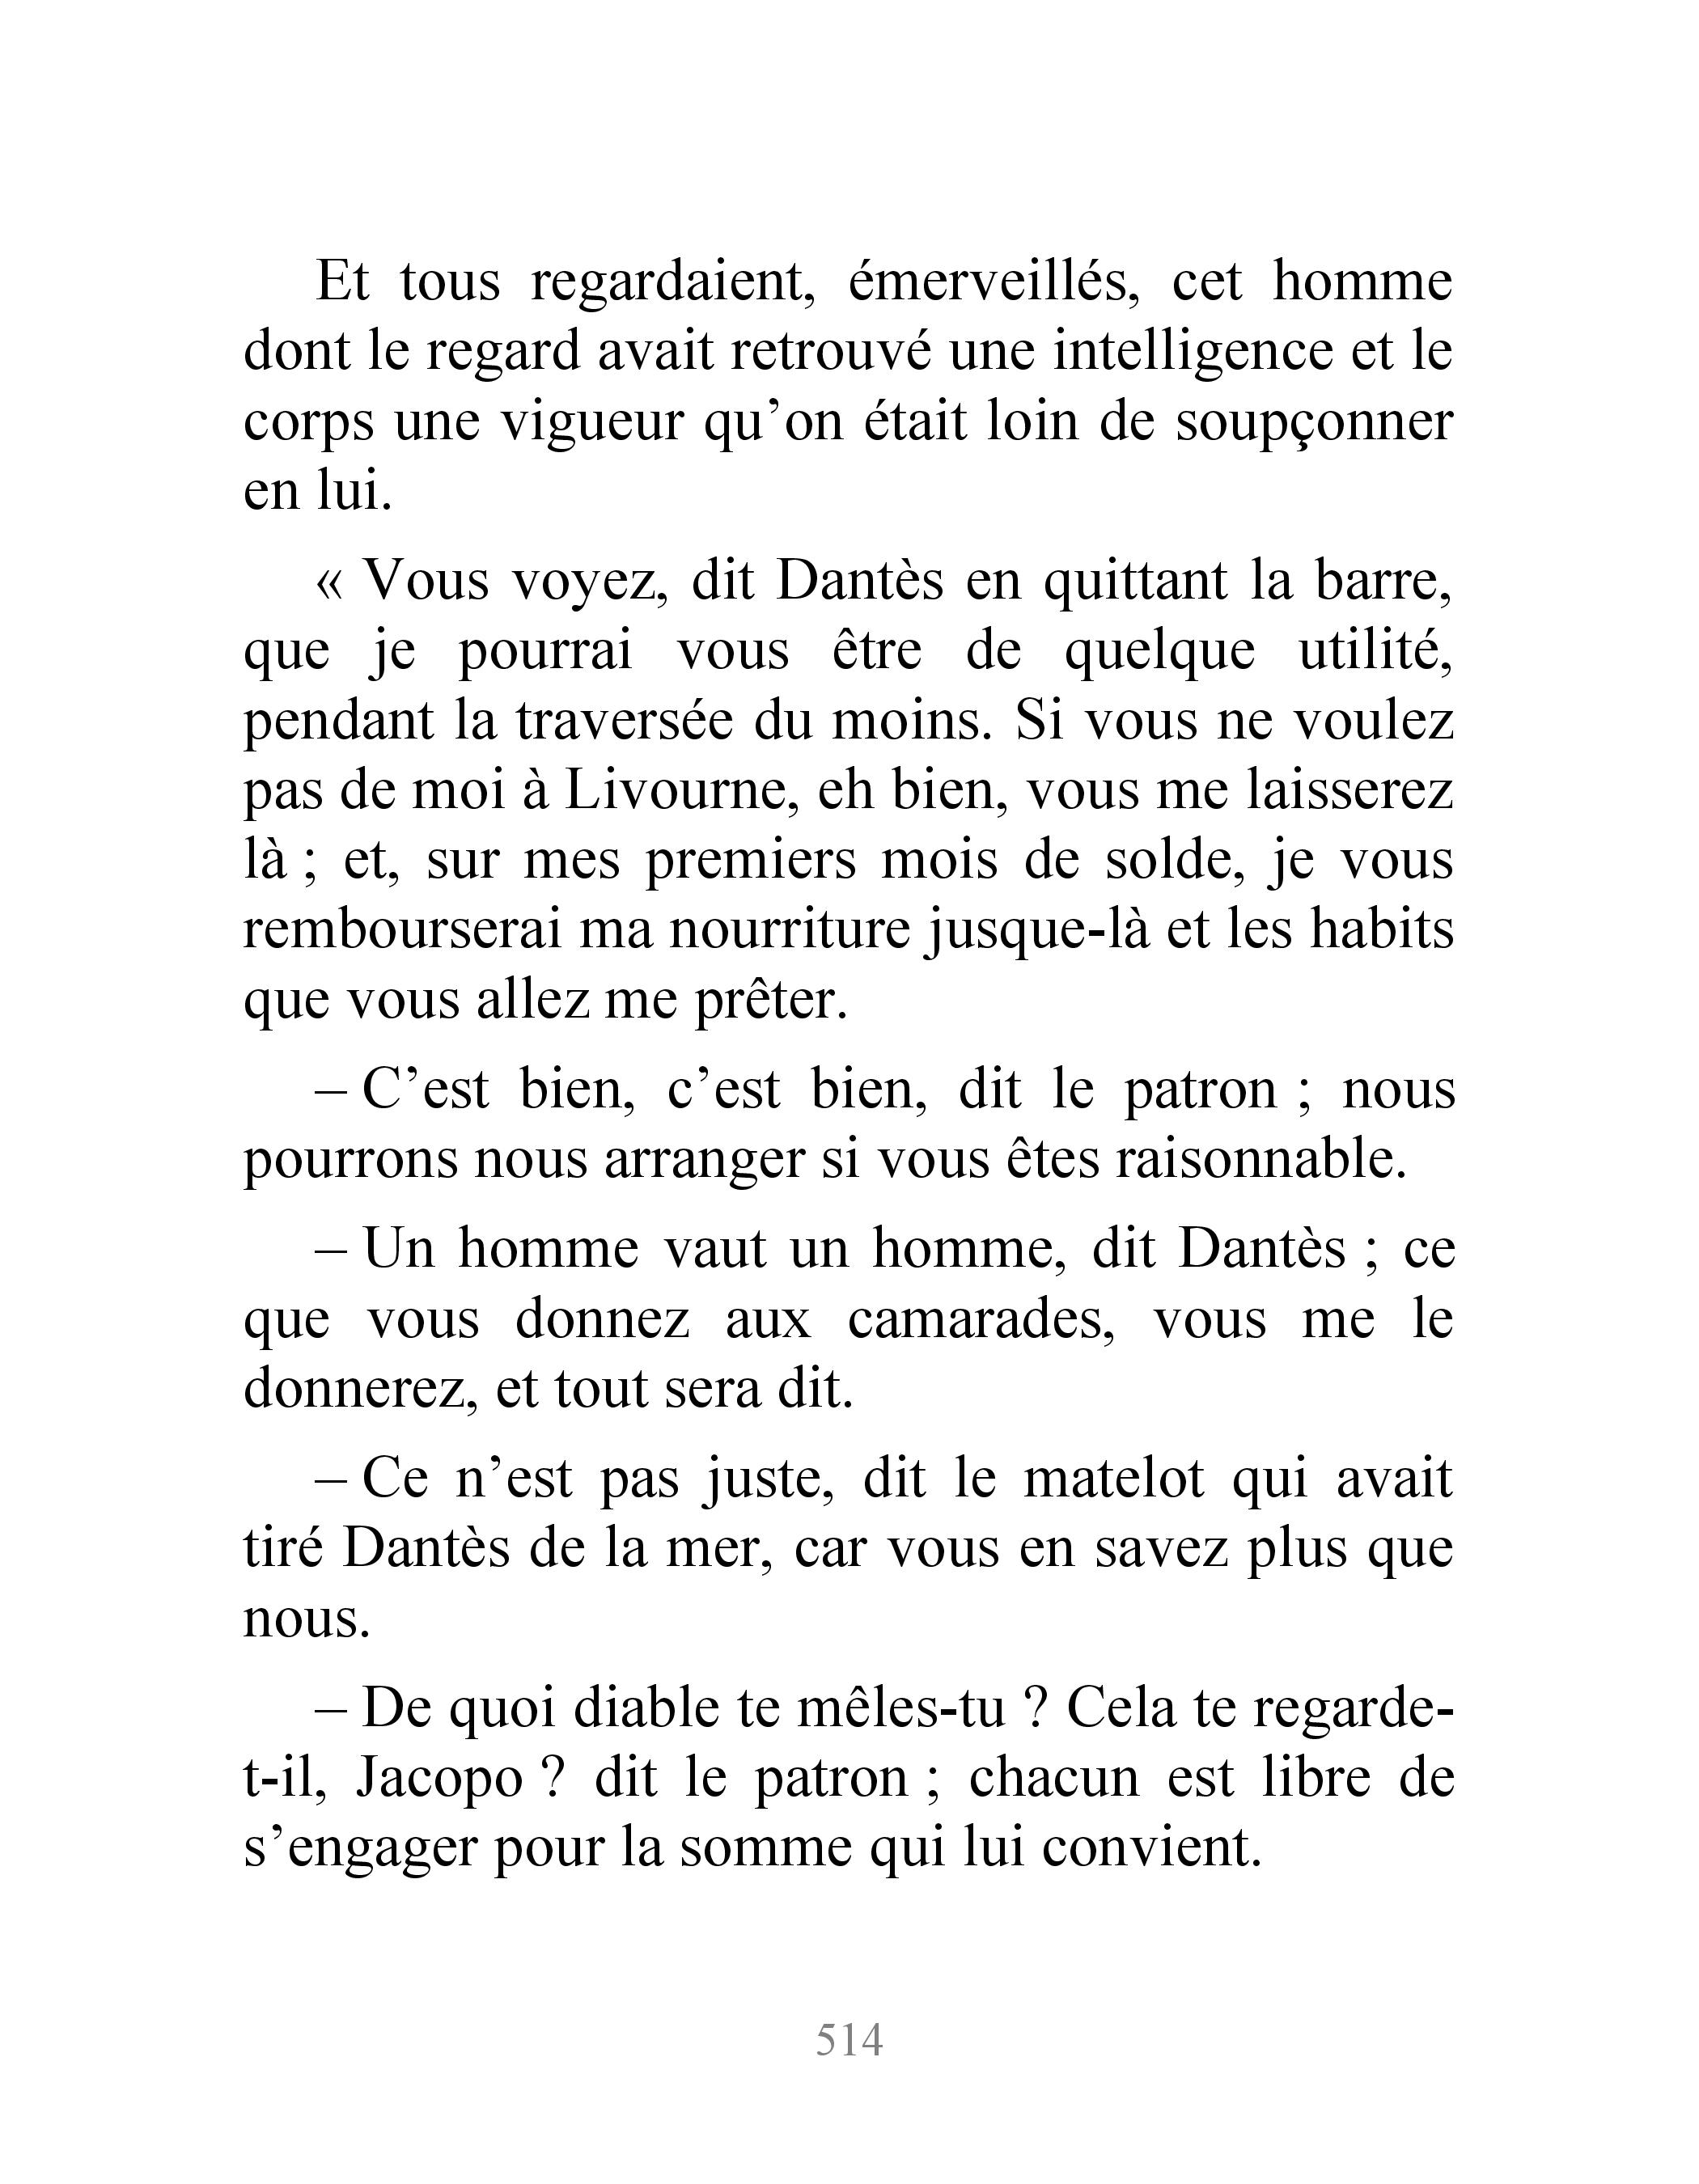 Et tous regardaient, émerveillés, cet homme
dont le regard avait retrouvé une intelligence et le
corps une vigueur qu’on était loin de soupçonner
en lui.
« Vous voyez, dit Dantès en quittant la barre,
que je pourrai vous être de quelque utilité,
pendant la traversée du moins. Si vous ne voulez
pas de moi à Livourne, eh bien, vous me laisserez
là ; et, sur mes premiers mois de solde, je vous
rembourserai ma nourriture jusque-là et les habits
que vous allez me prêter.
– C’est bien, c’est bien, dit le patron ; nous
pourrons nous arranger si vous êtes raisonnable.
– Un homme vaut un homme, dit Dantès ; ce
que vous donnez aux camarades, vous me le
donnerez, et tout sera dit.
– Ce n’est pas juste, dit le matelot qui avait
tiré Dantès de la mer, car vous en savez plus que
nous.
– De quoi diable te mêles-tu ? Cela te regarde-
t-il, Jacopo ? dit le patron ; chacun est libre de
s’engager pour la somme qui lui convient.
514